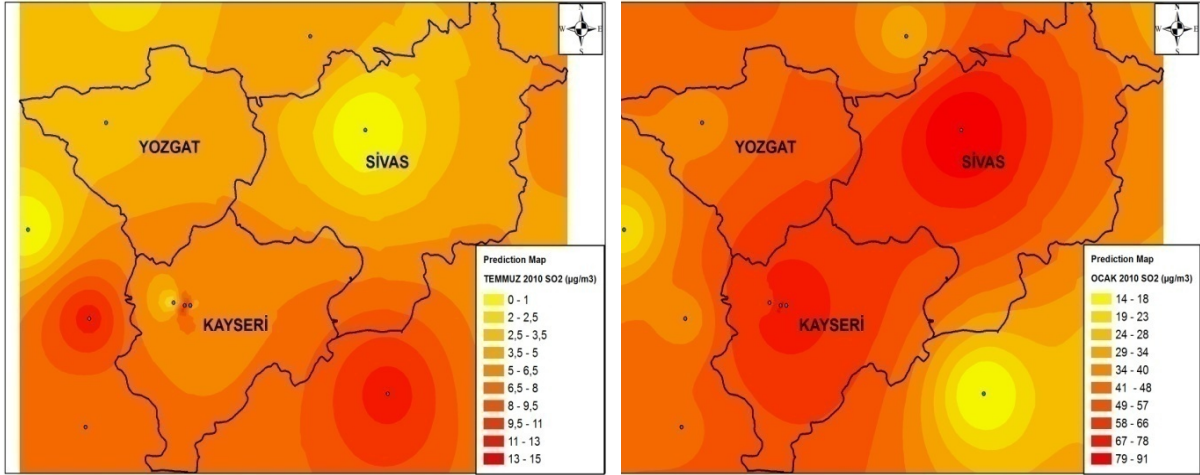 N
W E
S
YOZGAT
SİVAS
KAYSERİ
Prediction Map
TEMMUZ 2010 SO2 (µg/m3)
0 - 1
2 - 2,5
2,5 - 3,5
3,5 - 5
5 - 6,5
6,5 - 8
8 - 9,5
9,5 - 11
11 - 13
13 - 15
N
W E
S
YOZGAT
SİVAS
KAYSERİ
Prediction Map
OCAK 2010 SO2 (µg/m3)
14 - 18
19 - 23
24 - 28
29 - 34
34 - 40
41 - 48
49 - 57
58 - 66
67 - 78
79 - 91